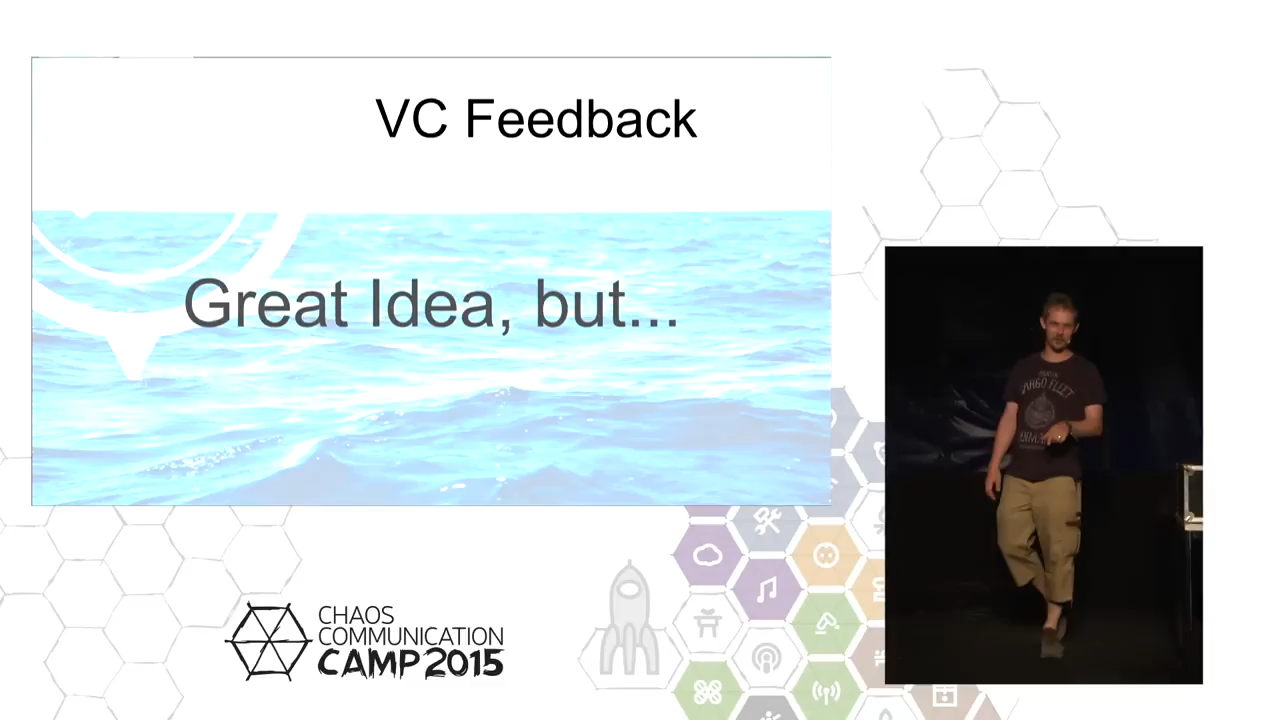 VC Feedback
Great Idea, but...
CHAOS
COMMUNICATION
CAMP 2015